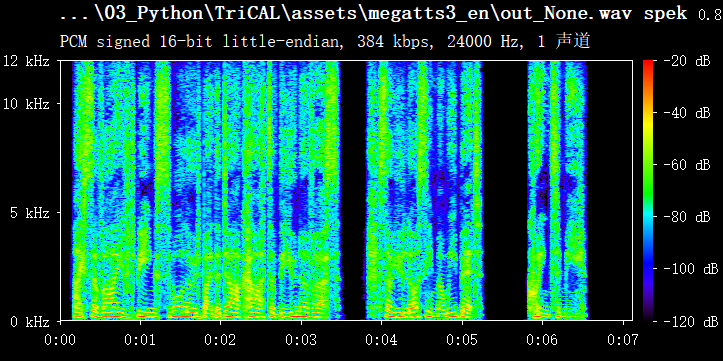 ...\03_Python\TriCAL\assets\megatts3_en\out_None.wav spek 0.8
PCM signed 16-bit little-endian, 384 kbps, 24000 Hz, 1 声道
12 kHz
10 kHz
5 kHz
0 kHz
0:00 0:01 0:02 0:03 0:04 0:05 0:06 0:07
-20 dB
-40 dB
-60 dB
-80 dB
-100 dB
-120 dB